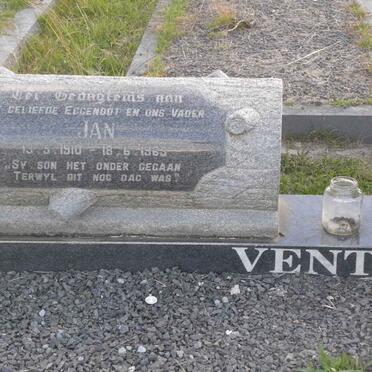 Ter Gedagtenis aan
GELIEFDE EGGENOOT EN ONS VADER
JAN
13-3-1910 - 18-6-1965
"SY SON HET ONDER GEGAAN
TERWYL DIT NOG DAG WAS"
VENT